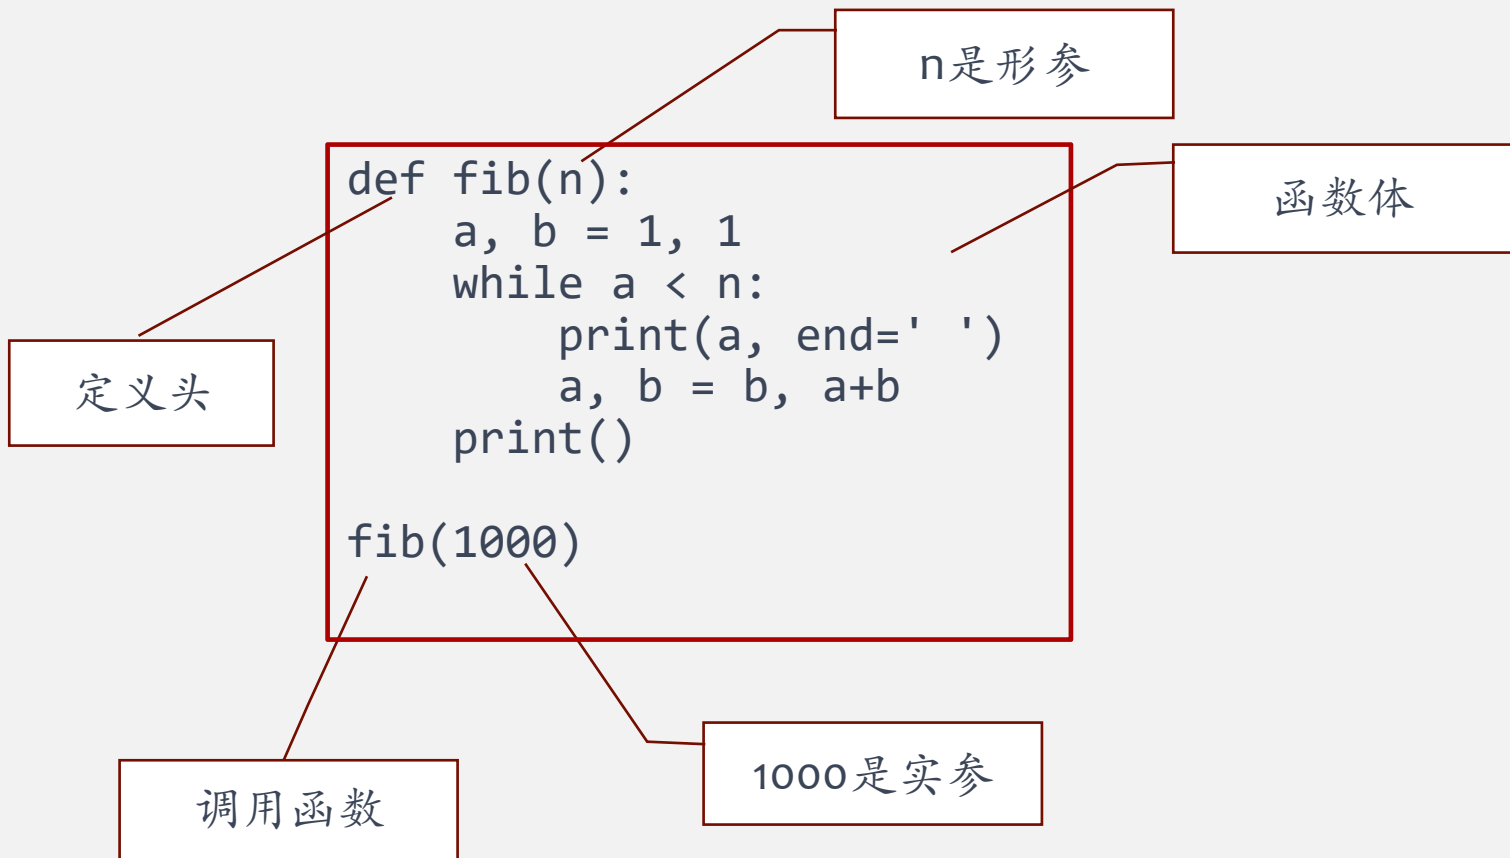 n是形参
def fib(n):
    a, b = 1, 1
    while a < n:
        print(a, end=' ')
        a, b = b, a+b
    print()
fib(1000)
函数体
定义头
1000是实参
调用函数